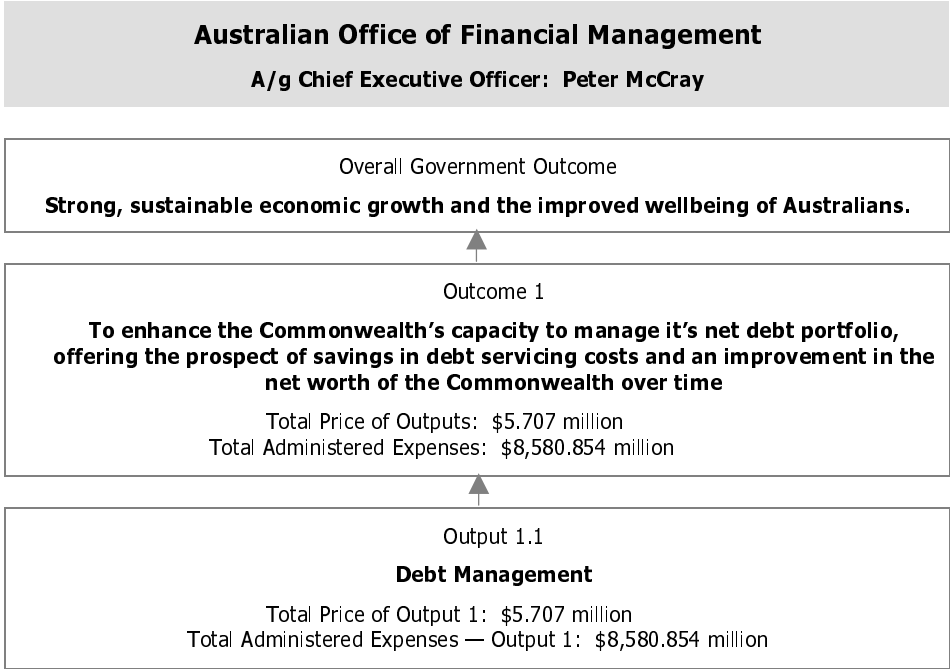 Australian Office of Financial Management
A/g Chief Executive Officer:  Peter McCray
Overall Government Outcome
Strong, sustainable economic growth and the improved wellbeing of Australians.
Outcome 1
To enhance the Commonwealth's capacity to manage it's net debt portfolio,
offering the prospect of savings in debt servicing costs and an improvement in the
net worth of the Commonwealth over time
Total Price of Outputs:  $5.707 million
Total Administered Expenses:  $8,580.854 million
Output 1.1
Debt Management
Total Price of Output 1:  $5.707 million
Total Administered Expenses — Output 1:  $8,580.854 million